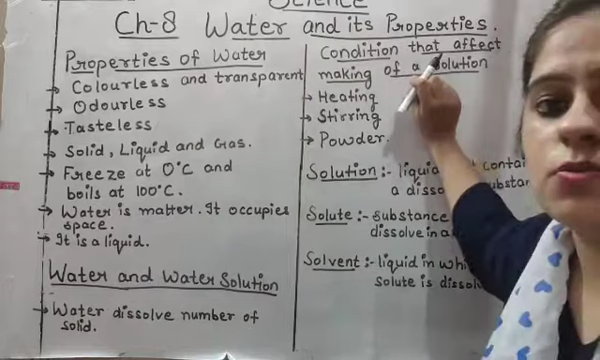 Science
Ch-8 Water and its Properties.
Properties of Water
→ Colourless and transparent
→ Odourless
→ Tasteless
→ Solid, Liquid and Gas.
→ Freeze at 0°C and
boils at 100°C.
→ Water is matter. It occupies
space.
→ It is a liquid.
Water and Water Solution
→ Water dissolve number of
solid.
Condition that affect
making of a Solution
→ Heating
→ Stirring
→ Powder.
Solution :- liquid
a
Solute :- substance
dissolve in a
Solvent :- liquid in
solute is